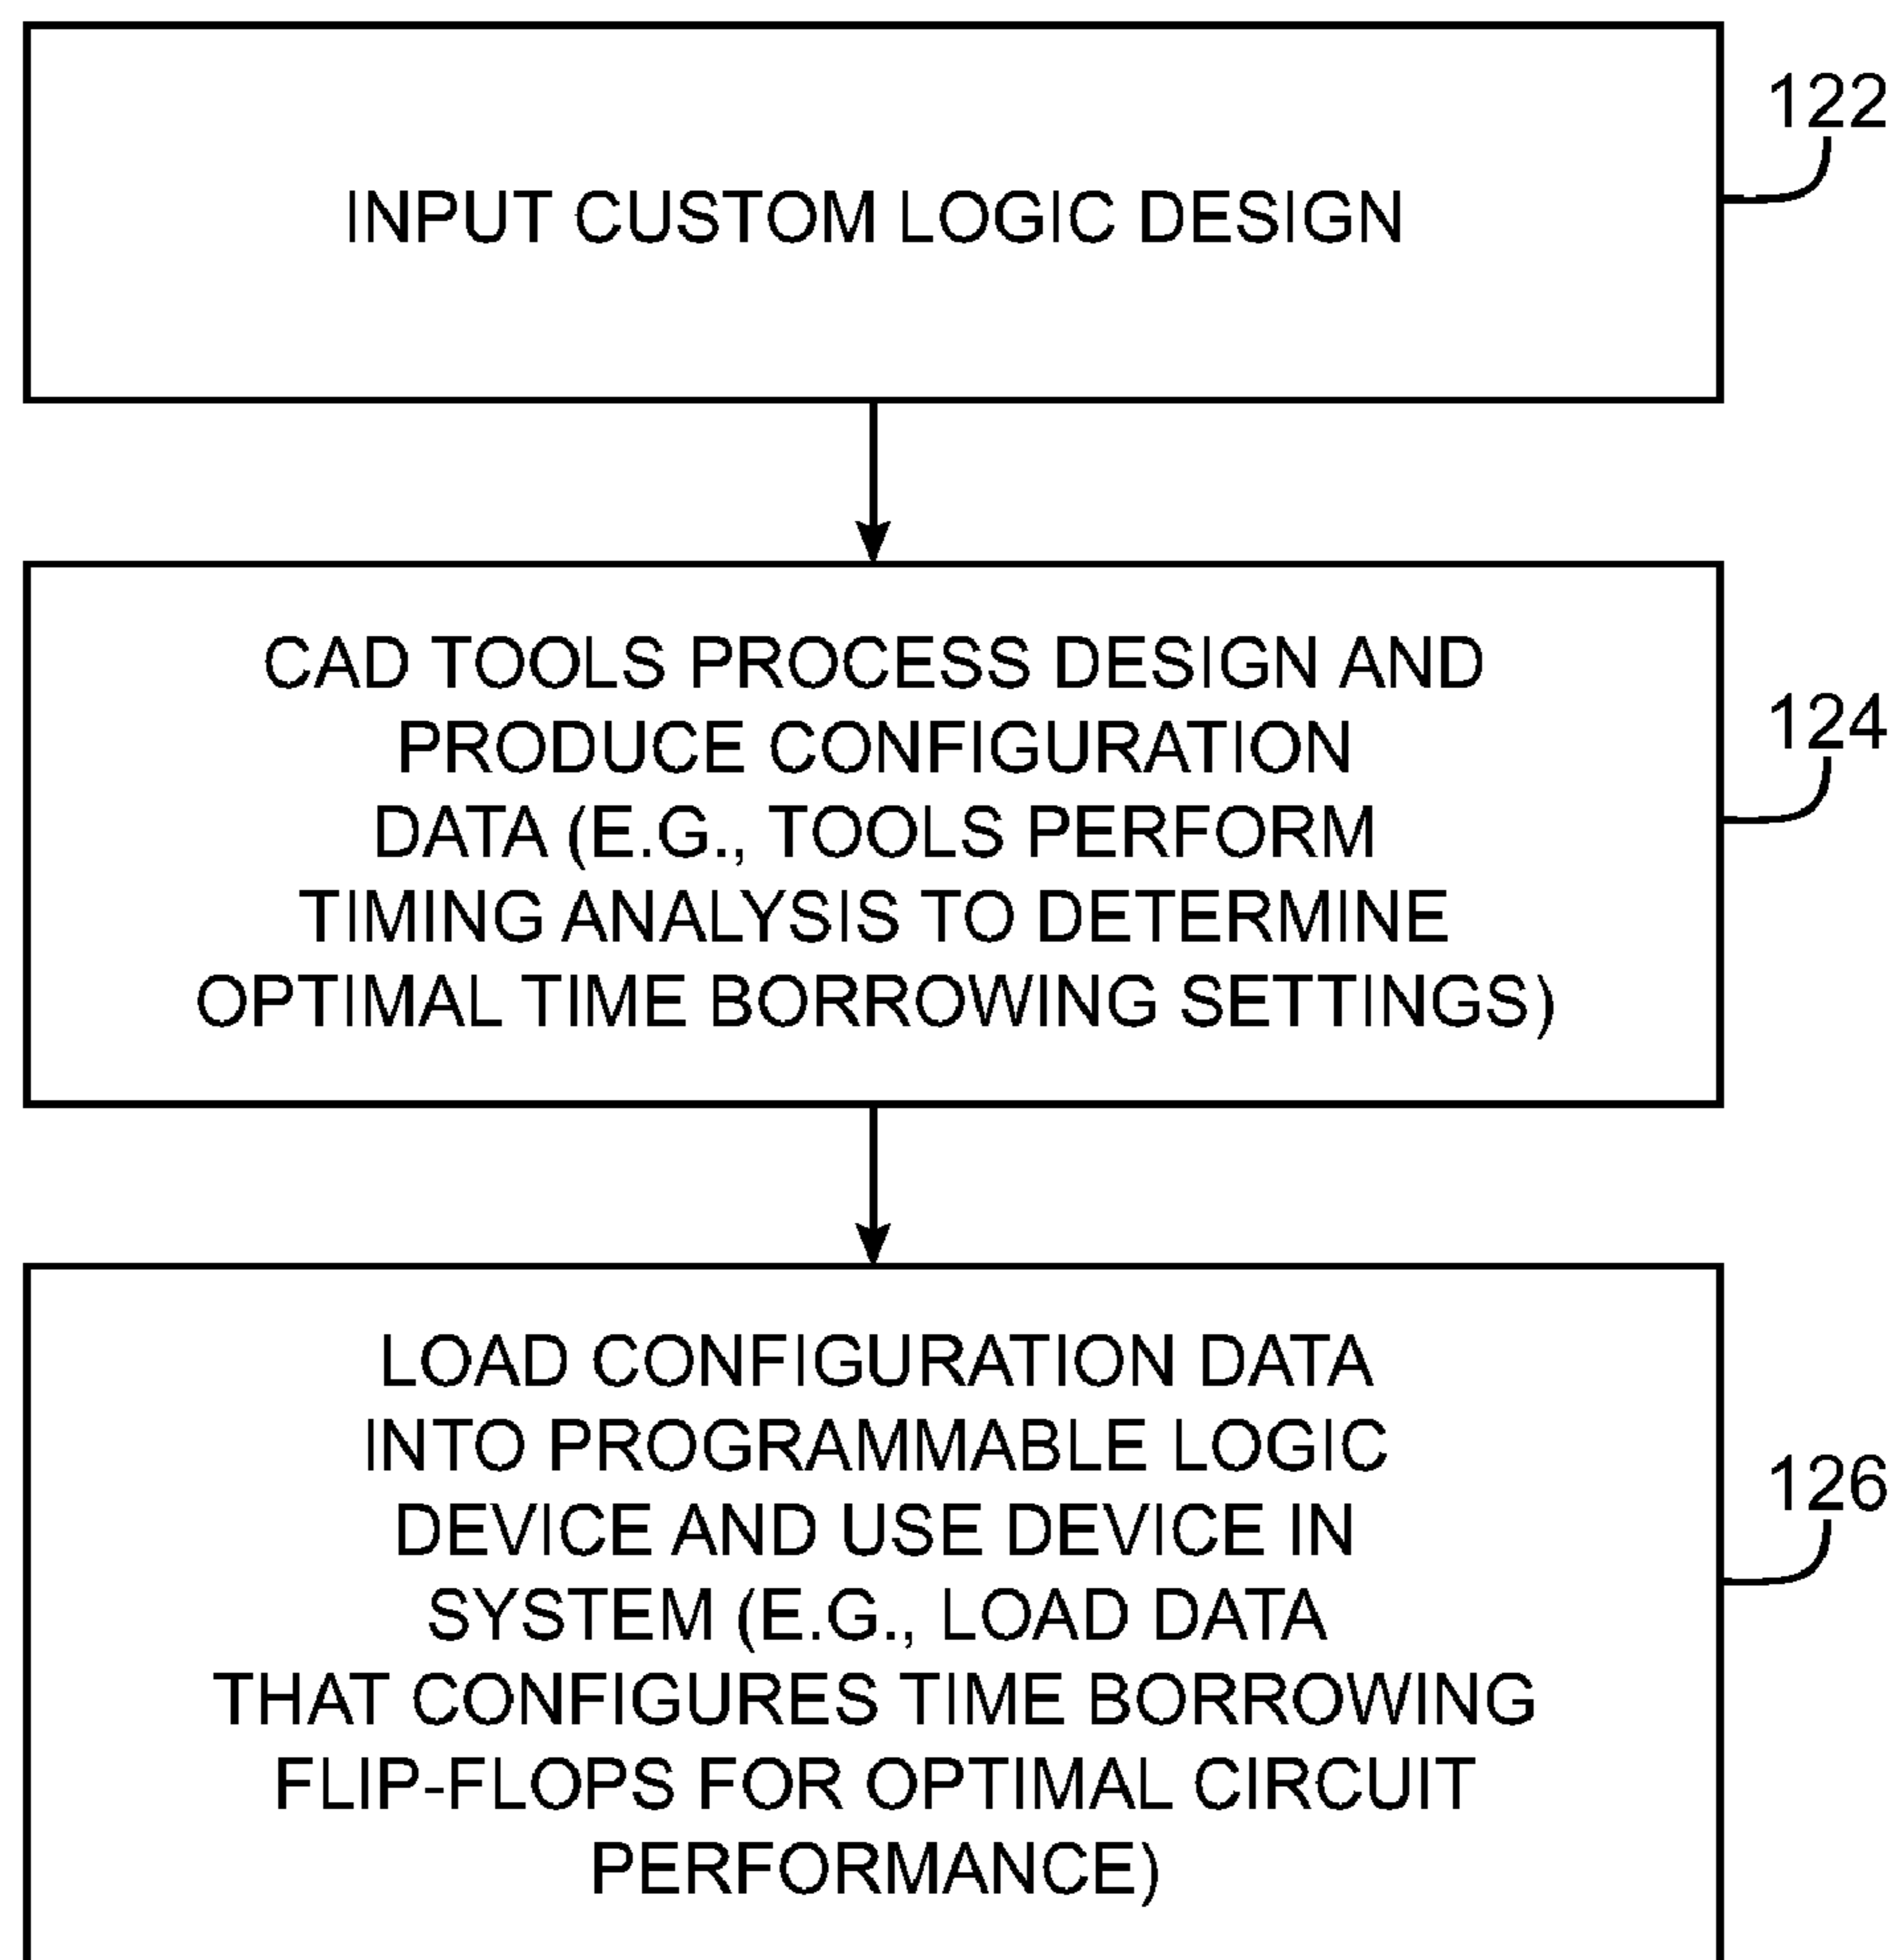 122
INPUT CUSTOM LOGIC DESIGN
CAD TOOLS PROCESS DESIGN AND
PRODUCE CONFIGURATION
124
DATA (E.G., TOOLS PERFORM
TIMING ANALYSIS TO DETERMINE
OPTIMAL TIME BORROWING SETTINGS)
LOAD CONFIGURATION DATA
INTO PROGRAMMABLE LOGIC
126
DEVICE AND USE DEVICE IN
SYSTEM (E.G., LOAD DATA
THAT CONFIGURES TIME BORROWING
FLIP-FLOPS FOR OPTIMAL CIRCUIT
PERFORMANCE)